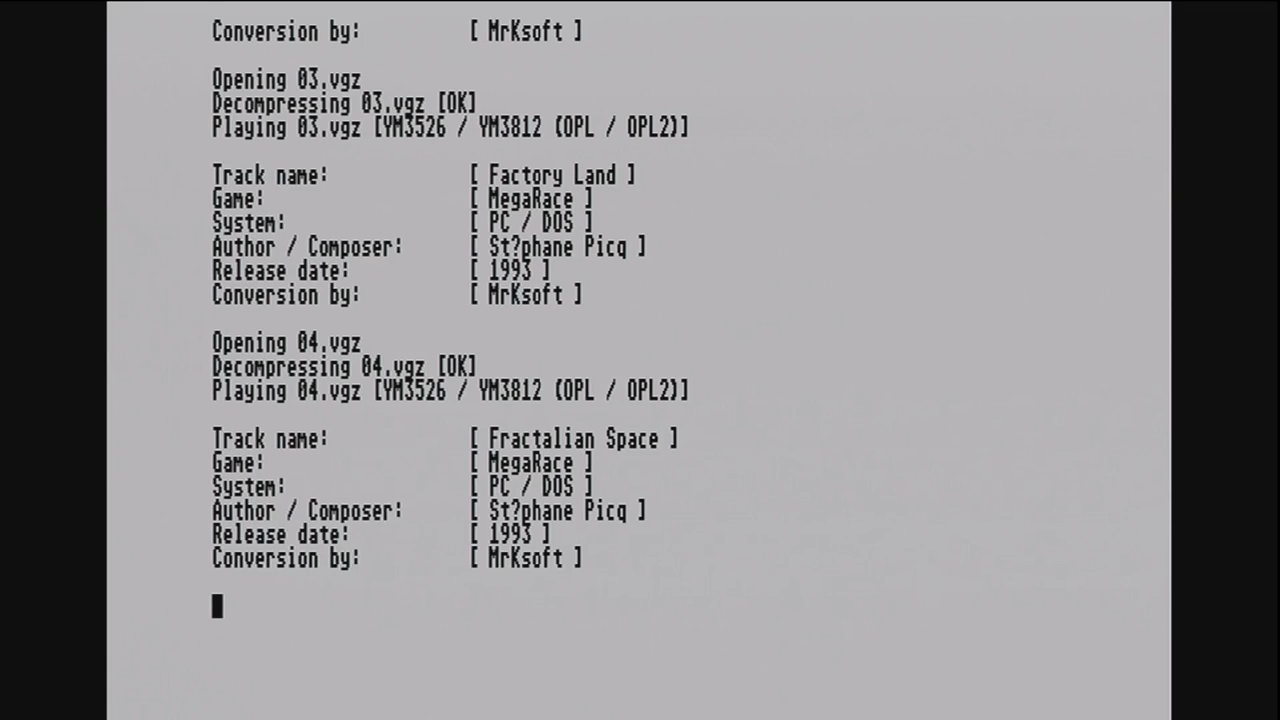 Conversion by: [ MrKsoft ]
Opening 03.vgz
Decompressing 03.vgz [OK]
Playing 03.vgz [YM3526 / YM3812 (OPL / OPL2)]
Track name: [ Factory Land ]
Game: [ MegaRace ]
System: [ PC / DOS ]
Author / Composer: [ St?phane Picq ]
Release date: [ 1993 ]
Conversion by: [ MrKsoft ]
Opening 04.vgz
Decompressing 04.vgz [OK]
Playing 04.vgz [YM3526 / YM3812 (OPL / OPL2)]
Track name: [ Fractalian Space ]
Game: [ MegaRace ]
System: [ PC / DOS ]
Author / Composer: [ St?phane Picq ]
Release date: [ 1993 ]
Conversion by: [ MrKsoft ]